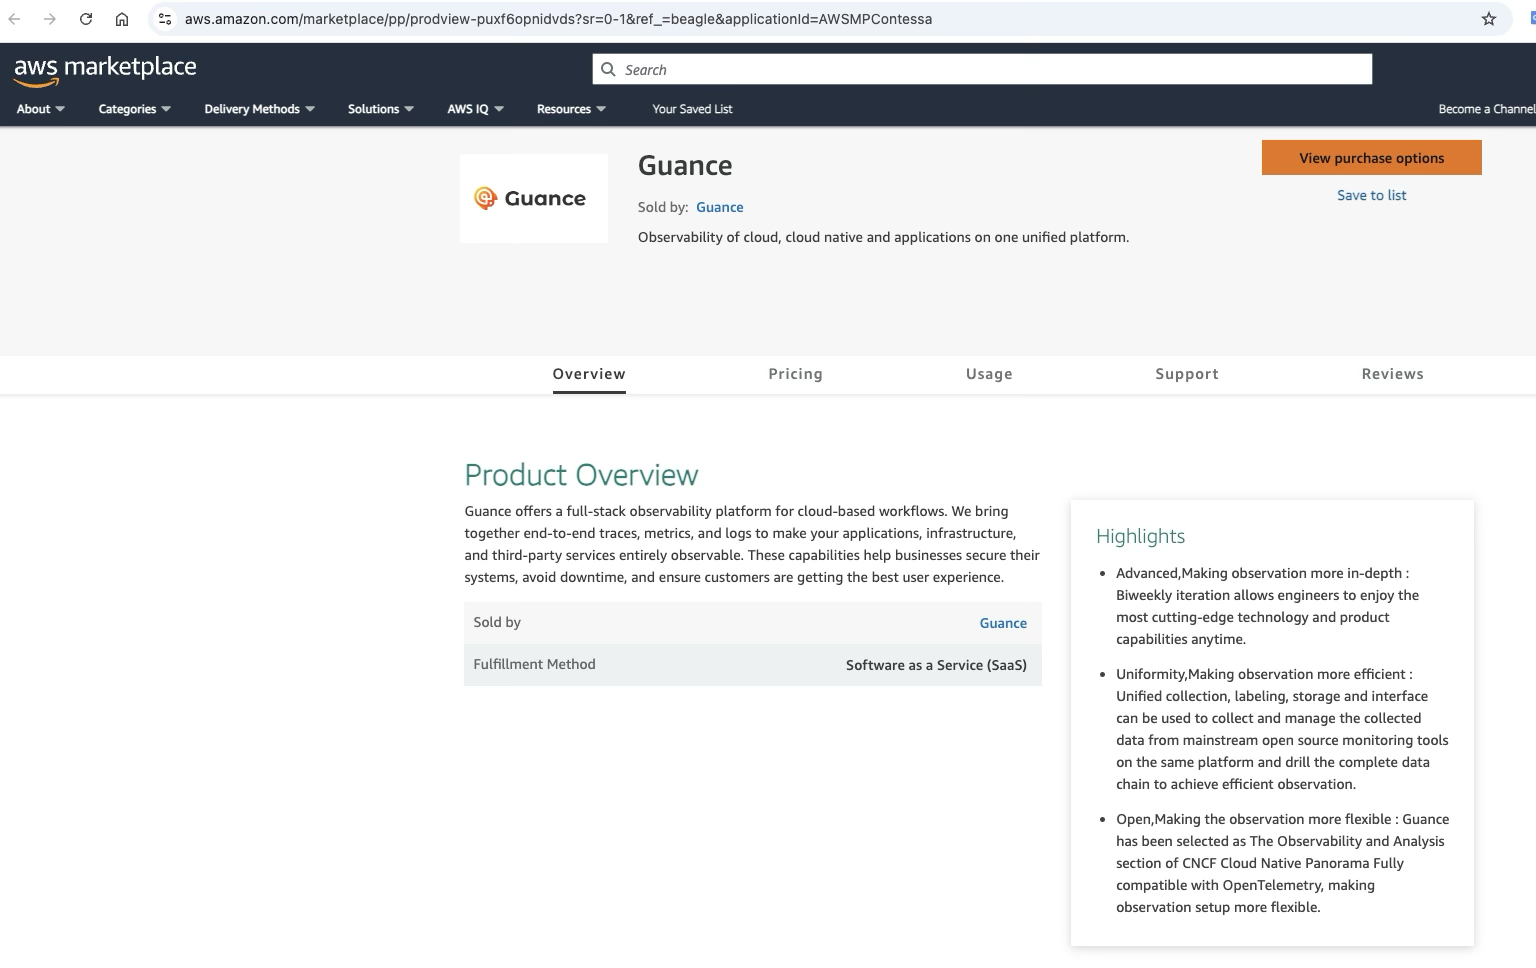 aws.amazon.com/marketplace/pp/prodview-puxf6opnidvds?sr=0-1&ref_=beagle&applicationId=AWSMPContessa
aws marketplace
Search
About
Categories
Delivery Methods
Solutions
AWS IQ
Resources
Your Saved List
Become a Channel
Guance
Guance
View purchase options
Sold by: Guance
Save to list
Observability of cloud, cloud native and applications on one unified platform.
Overview
Pricing
Usage
Support
Reviews
Product Overview
Guance offers a full-stack observability platform for cloud-based workflows. We bring
together end-to-end traces, metrics, and logs to make your applications, infrastructure,
and third-party services entirely observable. These capabilities help businesses secure their
systems, avoid downtime, and ensure customers are getting the best user experience.
Sold by
Guance
Fulfillment Method
Software as a Service (SaaS)
Highlights
• Advanced,Making observation more in-depth :
Biweekly iteration allows engineers to enjoy the
most cutting-edge technology and product
capabilities anytime.
• Uniformity,Making observation more efficient :
Unified collection, labeling, storage and interface
can be used to collect and manage the collected
data from mainstream open source monitoring tools
on the same platform and drill the complete data
chain to achieve efficient observation.
• Open,Making the observation more flexible : Guance
has been selected as The Observability and Analysis
section of CNCF Cloud Native Panorama Fully
compatible with OpenTelemetry, making
observation setup more flexible.